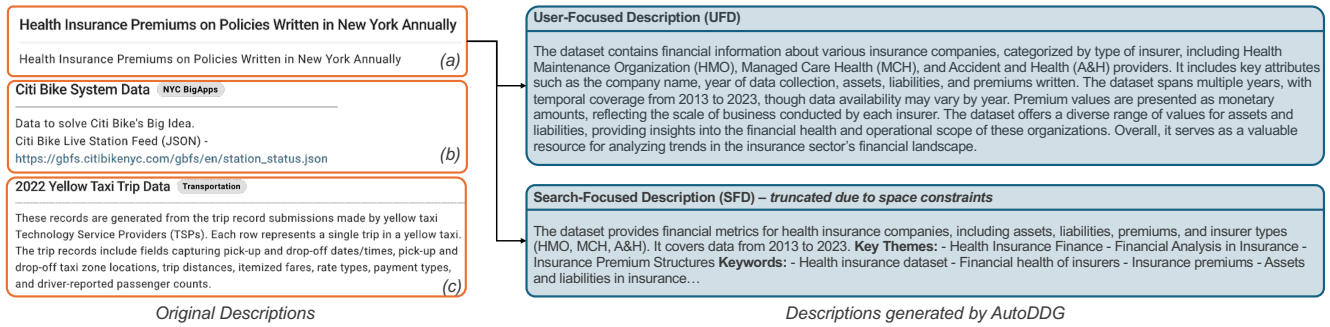 Health Insurance Premiums on Policies Written in New York Annually
Health Insurance Premiums on Policies Written in New York Annually
(a)
Citi Bike System Data NYC BigApps
Data to solve Citi Bike's Big Idea.
Citi Bike Live Station Feed (JSON) -
https://gbfs.citibikenyc.com/gbfs/en/station_status.json
(b)
2022 Yellow Taxi Trip Data Transportation
These records are generated from the trip record submissions made by yellow taxi
Technology Service Providers (TSPs). Each row represents a single trip in a yellow taxi.
The trip records include fields capturing pick-up and drop-off dates/times, pick-up and
drop-off taxi zone locations, trip distances, itemized fares, rate types, payment types,
and driver-reported passenger counts.
(c)
Original Descriptions
User-Focused Description (UFD)
The dataset contains financial information about various insurance companies, categorized by type of insurer, including Health
Maintenance Organization (HMO), Managed Care Health (MCH), and Accident and Health (A&H) providers. It includes key attributes
such as the company name, year of data collection, assets, liabilities, and premiums written. The dataset spans multiple years, with
temporal coverage from 2013 to 2023, though data availability may vary by year. Premium values are presented as monetary
amounts, reflecting the scale of business conducted by each insurer. The dataset offers a diverse range of values for assets and
liabilities, providing insights into the financial health and operational scope of these organizations. Overall, it serves as a valuable
resource for analyzing trends in the insurance sector's financial landscape.
Search-Focused Description (SFD) – truncated due to space constraints
The dataset provides financial metrics for health insurance companies, including assets, liabilities, premiums, and insurer types
(HMO, MCH, A&H). It covers data from 2013 to 2023. Key Themes: - Health Insurance Finance - Financial Analysis in Insurance -
Insurance Premium Structures Keywords: - Health insurance dataset - Financial health of insurers - Insurance premiums - Assets
and liabilities in insurance…
Descriptions generated by AutoDDG